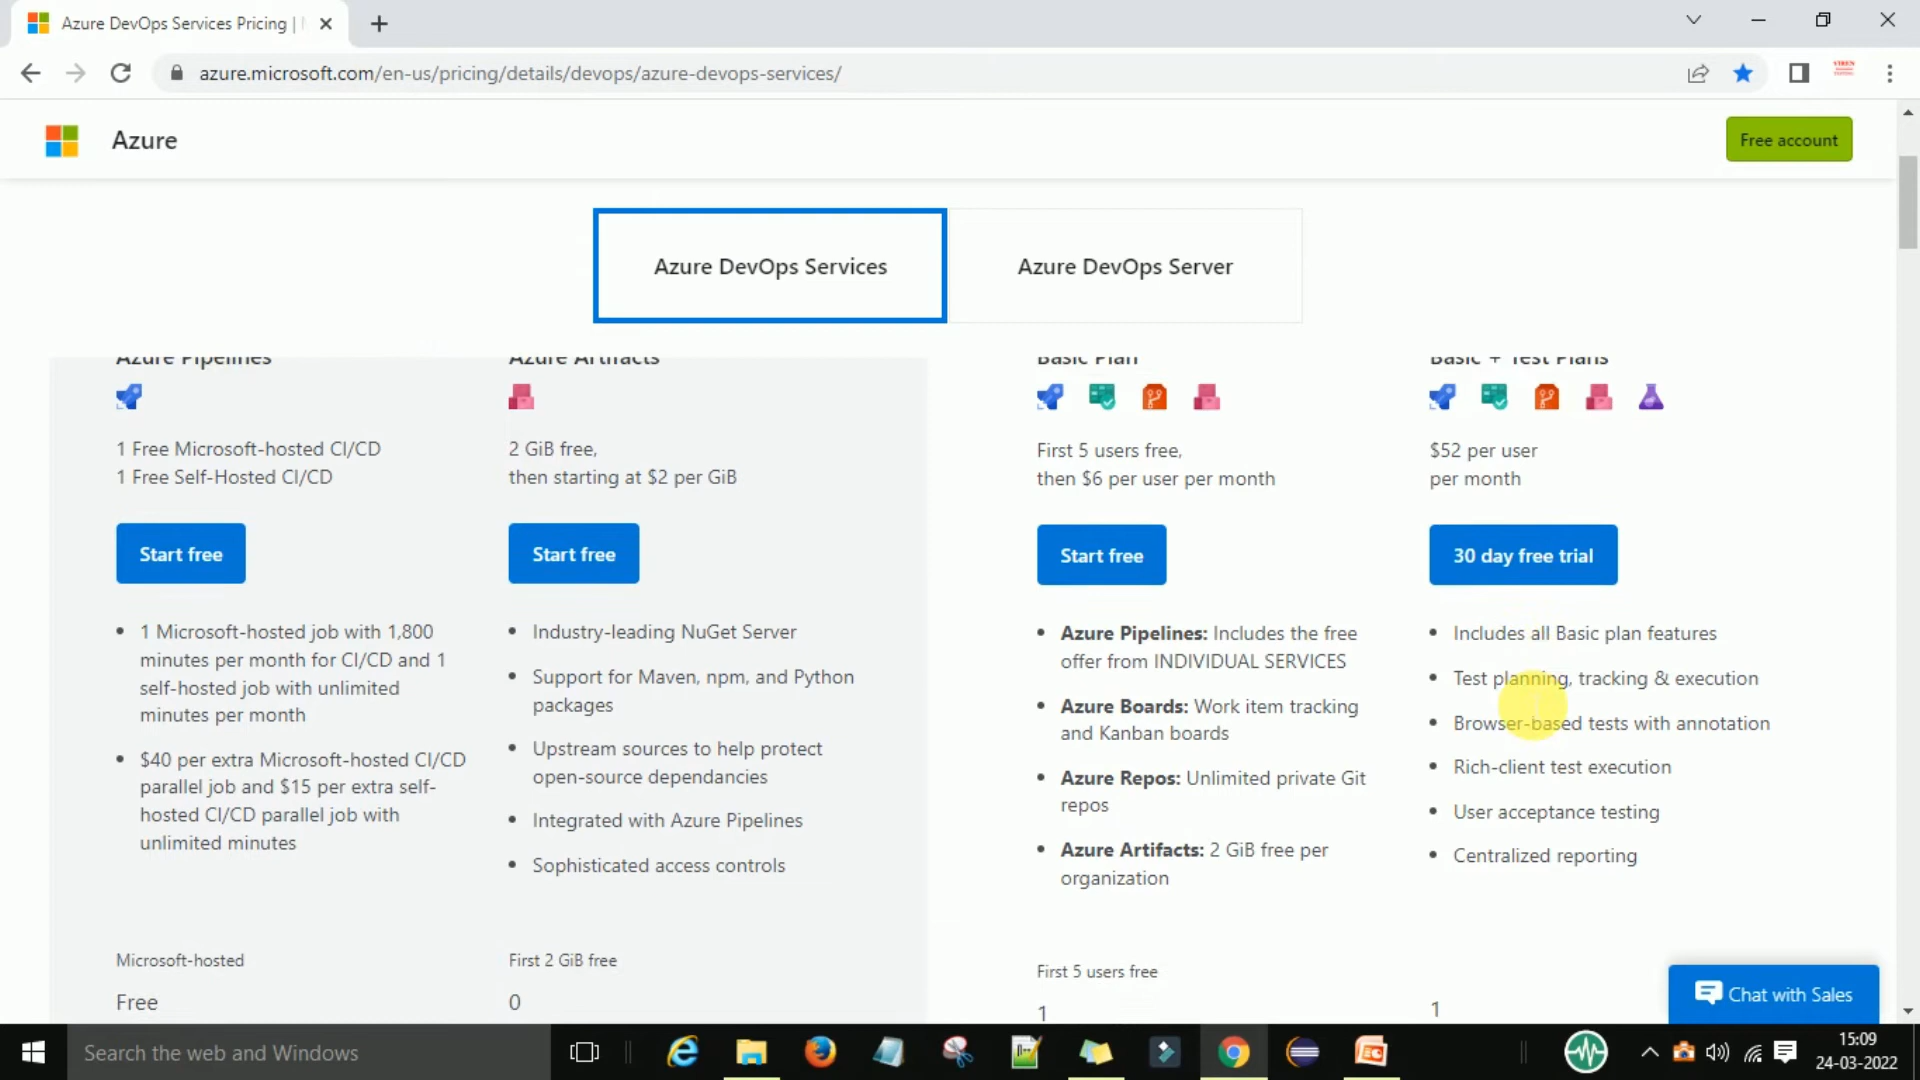 Azure DevOps Services Pricing |
azure.microsoft.com/en-us/pricing/details/devops/azure-devops-services/
Azure
Free account
Azure DevOps Services
Azure DevOps Server
Azure Pipelines
1 Free Microsoft-hosted CI/CD
1 Free Self-Hosted CI/CD
Start free
1 Microsoft-hosted job with 1,800
minutes per month for CI/CD and 1
self-hosted job with unlimited
minutes per month
$40 per extra Microsoft-hosted CI/CD
parallel job and $15 per extra self-
hosted CI/CD parallel job with
unlimited minutes
Microsoft-hosted
Free
Azure Artifacts
2 GiB free,
then starting at $2 per GiB
Start free
Industry-leading NuGet Server
Support for Maven, npm, and Python
packages
Upstream sources to help protect
open-source dependancies
Integrated with Azure Pipelines
Sophisticated access controls
First 2 GiB free
0
Basic Plan
First 5 users free,
then $6 per user per month
Start free
Azure Pipelines: Includes the free
offer from INDIVIDUAL SERVICES
Azure Boards: Work item tracking
and Kanban boards
Azure Repos: Unlimited private Git
repos
Azure Artifacts: 2 GiB free per
organization
First 5 users free
1
Basic + Test Plans
$52 per user
per month
30 day free trial
Includes all Basic plan features
Test planning, tracking & execution
Browser-based tests with annotation
Rich-client test execution
User acceptance testing
Centralized reporting
1
Chat with Sales
Search the web and Windows
15:09
24-03-2022